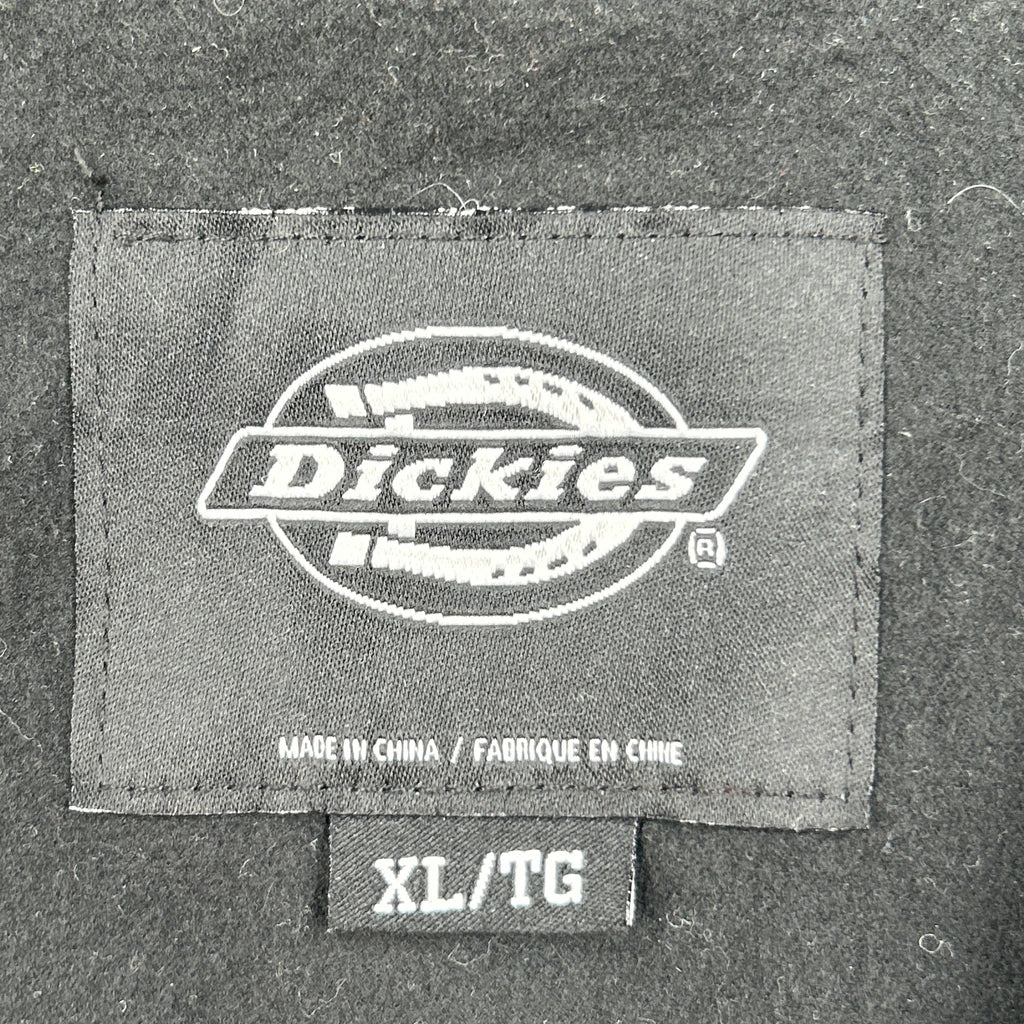 Dickies
®
MADE IN CHINA / FABRIQUE EN CHINE
XL/TG